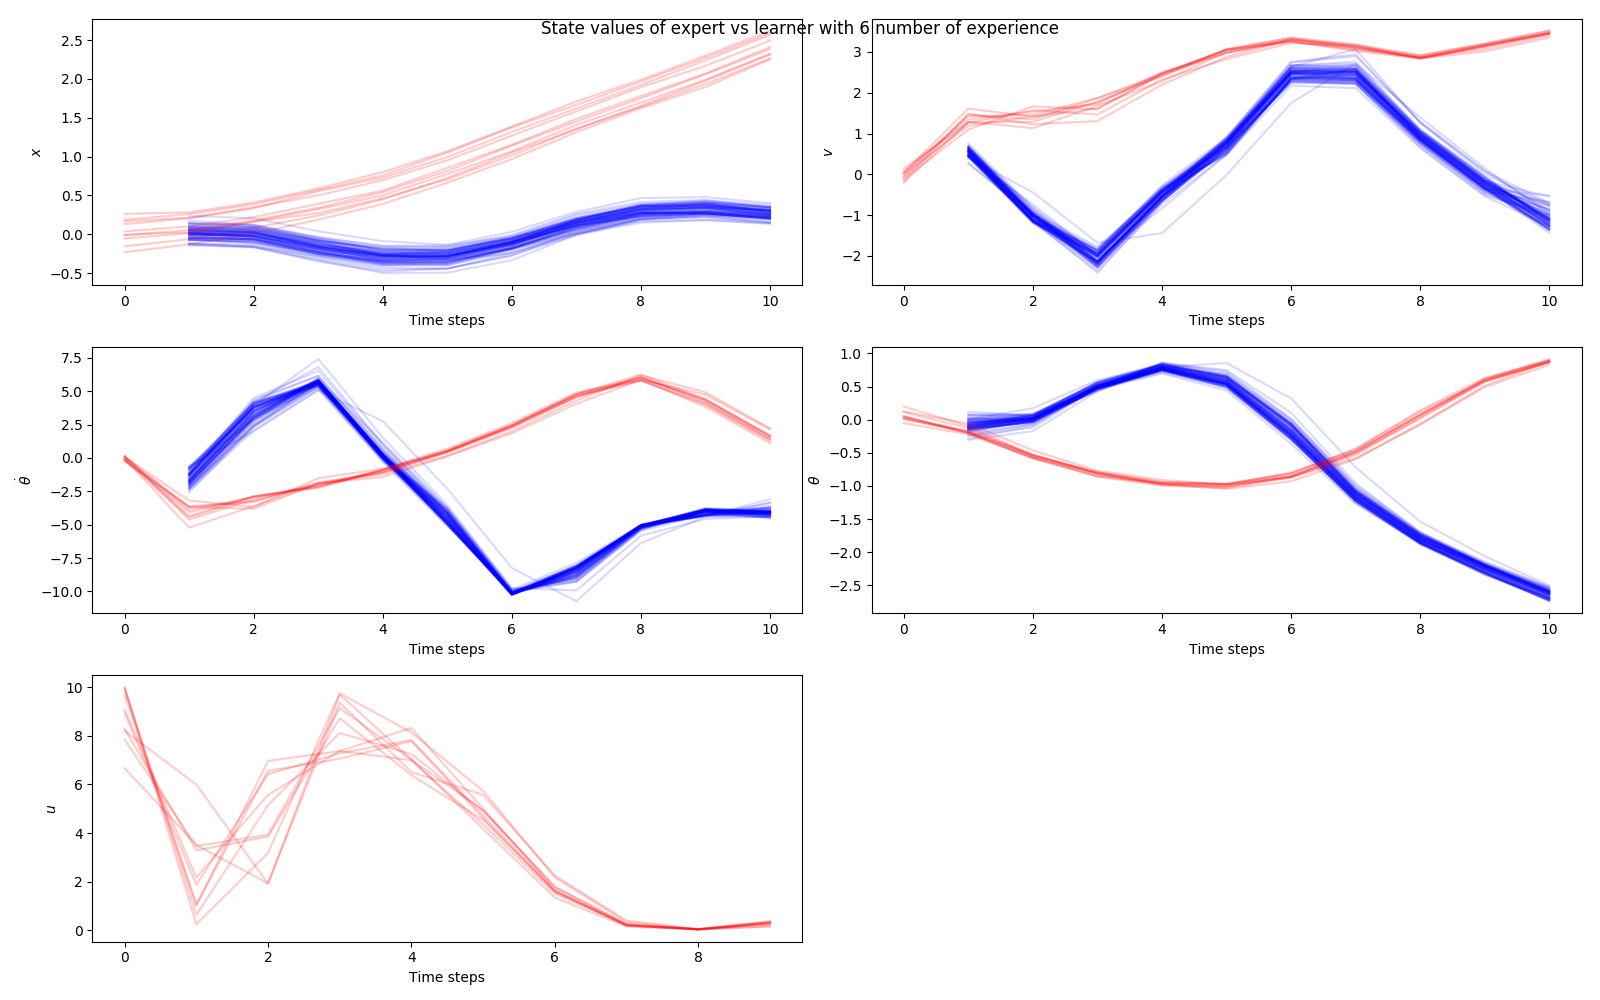 State values of expert vs learner with 6 number of experience
2.5
2.0
1.5
1.0
0.5
0.0
−0.5
x
0 2 4 6 8 10
Time steps
3
2
1
0
−1
−2
v
0 2 4 6 8 10
Time steps
7.5
5.0
2.5
0.0
−2.5
−5.0
−7.5
−10.0
θ̇
0 2 4 6 8 10
Time steps
1.0
0.5
0.0
−0.5
−1.0
−1.5
−2.0
−2.5
θ
0 2 4 6 8 10
Time steps
10
8
6
4
2
0
u
0 2 4 6 8
Time steps